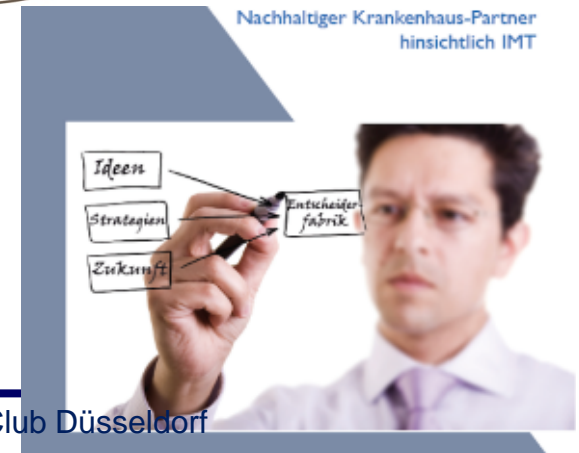 Nachhaltiger Krankenhaus-Partner
hinsichtlich IMT
Ideen
Strategien
Zukunft
Entscheider-
fabrik
Club Düsseldorf